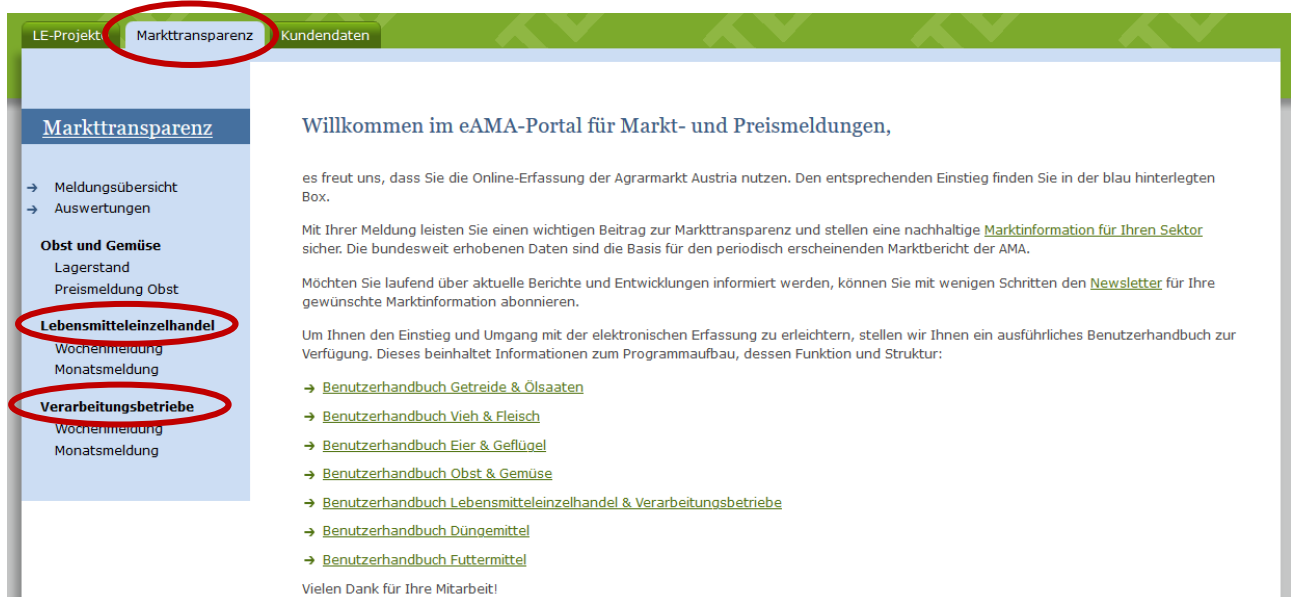 LE-Projekte Markttransparenz Kundendaten
Markttransparenz
→ Meldungsübersicht
→ Auswertungen
Obst und Gemüse
Lagerstand
Preismeldung Obst
Lebensmitteleinzelhandel
Wochenmeldung
Monatsmeldung
Verarbeitungsbetriebe
Wochenmeldung
Monatsmeldung
Willkommen im eAMA-Portal für Markt- und Preismeldungen,
es freut uns, dass Sie die Online-Erfassung der Agrarmarkt Austria nutzen. Den entsprechenden Einstieg finden Sie in der blau hinterlegten
Box.
Mit Ihrer Meldung leisten Sie einen wichtigen Beitrag zur Markttransparenz und stellen eine nachhaltige Marktinformation für Ihren Sektor
sicher. Die bundesweit erhobenen Daten sind die Basis für den periodisch erscheinenden Marktbericht der AMA.
Möchten Sie laufend über aktuelle Berichte und Entwicklungen informiert werden, können Sie mit wenigen Schritten den Newsletter für Ihre
gewünschte Marktinformation abonnieren.
Um Ihnen den Einstieg und Umgang mit der elektronischen Erfassung zu erleichtern, stellen wir Ihnen ein ausführliches Benutzerhandbuch zur
Verfügung. Dieses beinhaltet Informationen zum Programmaufbau, dessen Funktion und Struktur:
→ Benutzerhandbuch Getreide & Ölsaaten
→ Benutzerhandbuch Vieh & Fleisch
→ Benutzerhandbuch Eier & Geflügel
→ Benutzerhandbuch Obst & Gemüse
→ Benutzerhandbuch Lebensmitteleinzelhandel & Verarbeitungsbetriebe
→ Benutzerhandbuch Düngemittel
→ Benutzerhandbuch Futtermittel
Vielen Dank für Ihre Mitarbeit!